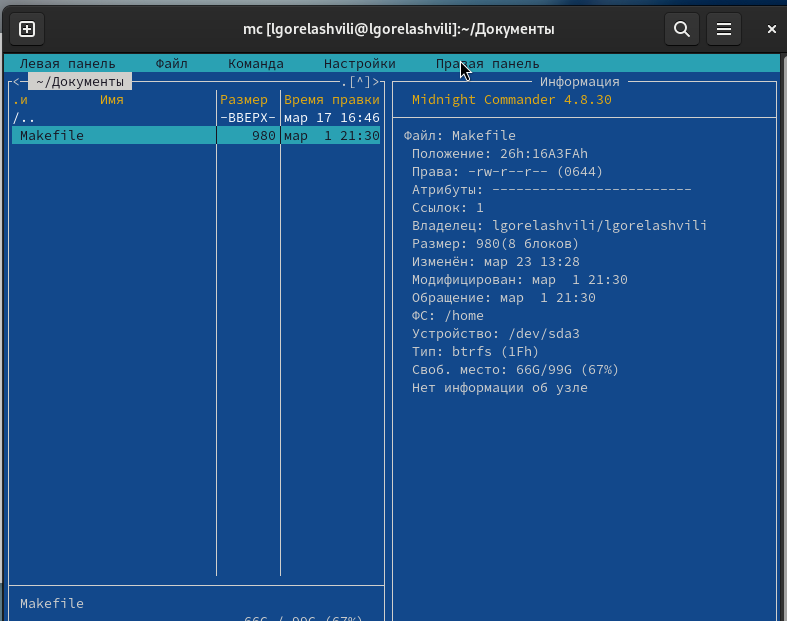 mc [lgorelashvili@lgorelashvili]:~/Документы
Левая панель Файл Команда Настройки Правая панель
<— ~/Документы .[^]>
.и Имя Размер Время правки
/.. -ВВЕРХ- мар 17 16:46
Makefile 980 мар 1 21:30
Makefile
66G / 99G (67%)
Информация
Midnight Commander 4.8.30
Файл: Makefile
Положение: 26h:16A3FAh
Права: -rw-r--r-- (0644)
Атрибуты: -------------------------
Ссылок: 1
Владелец: lgorelashvili/lgorelashvili
Размер: 980(8 блоков)
Изменён: мар 23 13:28
Модифицирован: мар 1 21:30
Обращение: мар 1 21:30
ФС: /home
Устройство: /dev/sda3
Тип: btrfs (1Fh)
Своб. место: 66G/99G (67%)
Нет информации об узле